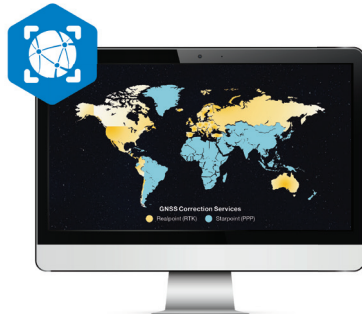 GNSS Correction Services
Realpoint (RTK) Starpoint (PPP)